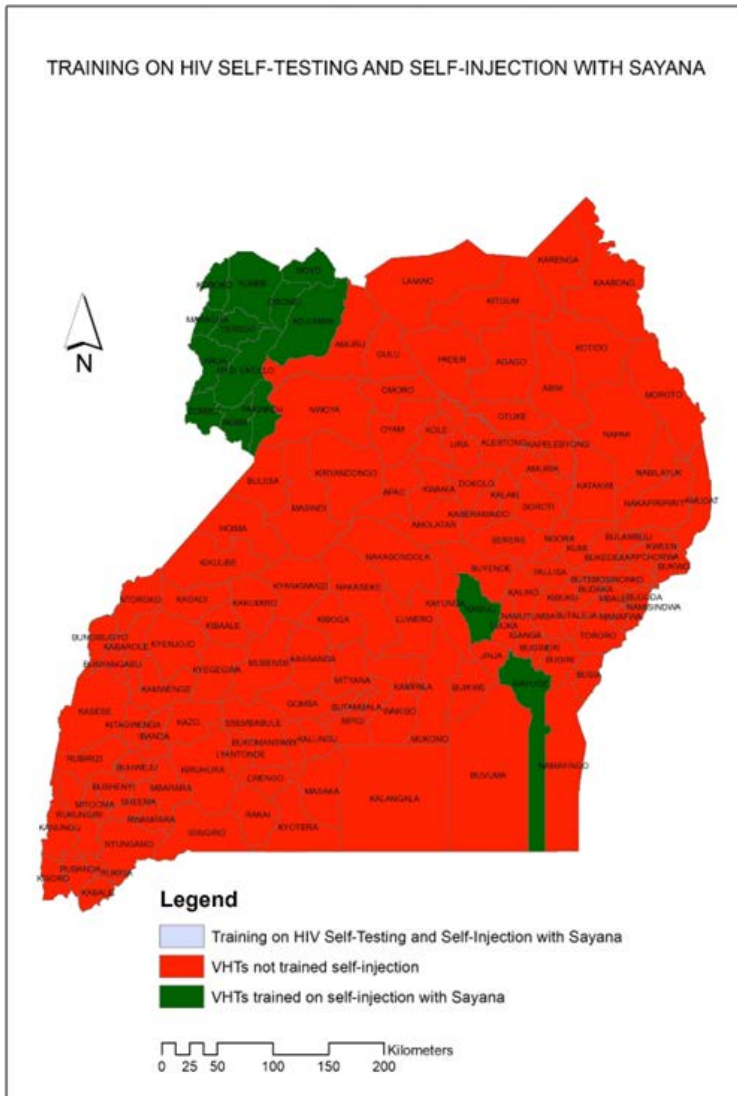 TRAINING ON HIV SELF-TESTING AND SELF-INJECTION WITH SAYANA
KARENGA
LAMWO
KAABONG
KITGUM
MOYO
YUMBE
KOBOKO
OBONGI
ADJUMANI
MARACHA
TEREGO
KOTIDO
AMURU
GULU
PADER
AGAGO
ABIM
ARUA
MADI OKOLLO
MOROTO
OMORO
ZOMBO
NEBBI
PAKWACH
NWOYA
OTUKE
OYAM
KOLE
LIRA
ALEBTONG
KAPELEBYONG
NAPAK
AMURIA
NABILATUK
KIRYANDONGO
BULIISA
KWANIA
DOKOLO
KALAKI
KATAKWI
APAC
NAKAPIRIPIRIT
AMUDAT
MASINDI
KABERAMAIDO
SOROTI
AMOLATAR
HOIMA
SERERE
NGORA
BULAMBULI
KUMI
KWEEN
NAKASONGOLA
BUKEDEA
KAPCHORWA
KIKUUBE
BUYENDE
PALLISA
BUKWO
KYANKWANZI
NAKASEKE
BUTEBO
SIRONKO
NTOROKO
KAGADI
KAKUMIRO
KAYUNGA
KAMULI
KALIRO
KIBUKU
BUDAKA
MBALE
BUDUDA
KIBAALE
KIBOGA
LUWERO
NAMUTUMBA
BUTALEJA
MANAFWA
NAMISINDWA
LUUKA
BUNDIBUGYO
KABAROLE
KYENJOJO
IGANGA
TORORO
BUGWERI
BUNYANGABU
KYEGEGWA
MUBENDE
KASSANDA
JINJA
BUGIRI
MITYANA
KAMPALA
BUIKWE
MAYUGE
BUSIA
KAMWENGE
GOMBA
BUTAMBALA
WAKISO
KASESE
KITAGWENDA
KAZO
SSEMBABULE
MPIGI
IBANDA
BUKOMANSIMBI
KALUNGU
MUKONO
LYANTONDE
NAMAYINGO
RUBIRIZI
BUHWEJU
KIRUHURA
LWENGO
BUVUMA
BUSHENYI
MBARARA
MASAKA
KALANGALA
MITOOMA
SHEEMA
RUKUNGIRI
RWAMPARA
RAKAI
KANUNGU
ISINGIRO
KYOTERA
NTUNGAMO
RUBANDA
RUKIGA
KISORO
KABALE
N
Legend
Training on HIV Self-Testing and Self-Injection with Sayana
VHTs not trained self-injection
VHTs trained on self-injection with Sayana
Kilometers
0 25 50 100 150 200